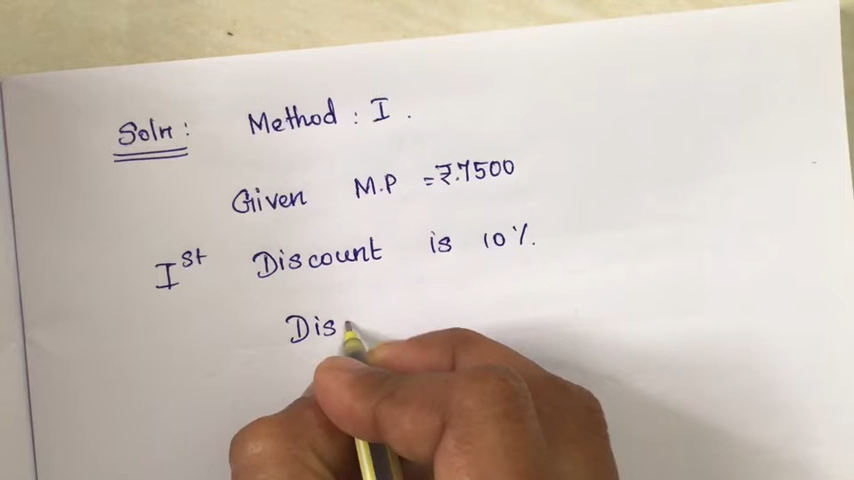 Soln: Method: I.
Given M.P = ₹.7500
Ist Discount is 10%.
Dis